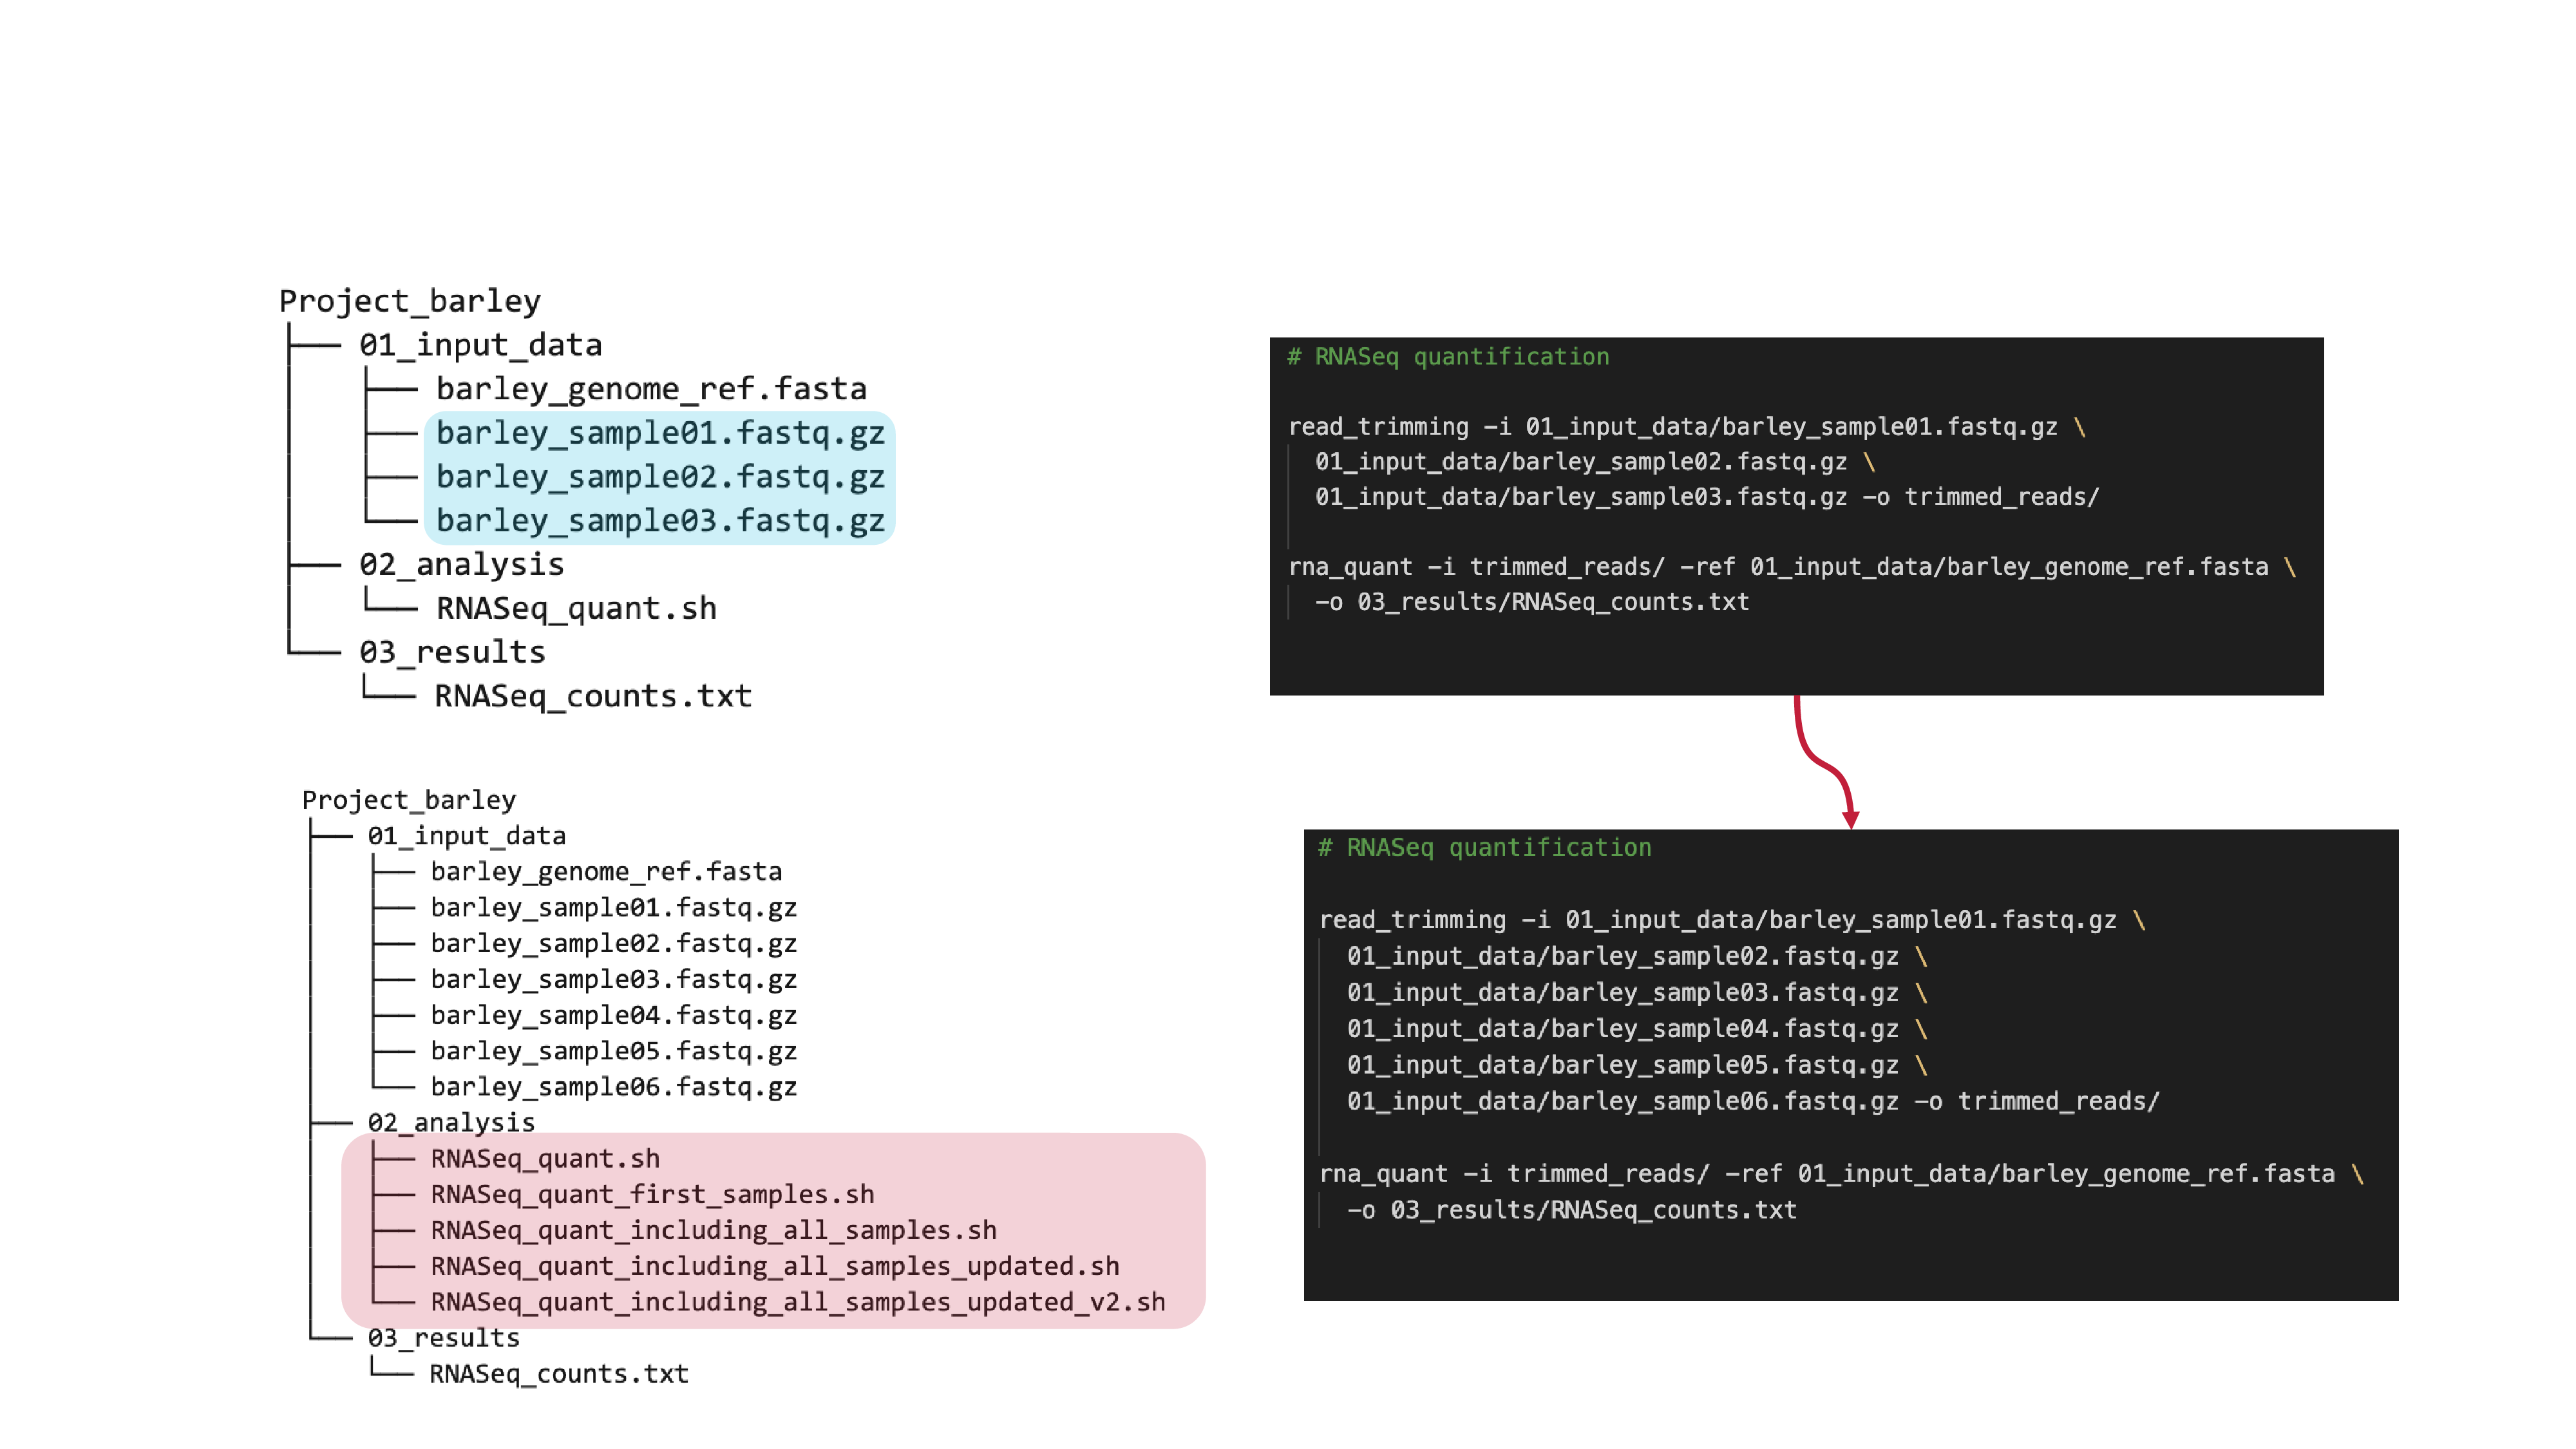 Project_barley
├── 01_input_data
│   ├── barley_genome_ref.fasta
│   ├── barley_sample01.fastq.gz
│   ├── barley_sample02.fastq.gz
│   └── barley_sample03.fastq.gz
├── 02_analysis
│   └── RNASeq_quant.sh
└── 03_results
    └── RNASeq_counts.txt
# RNASeq quantification
read_trimming -i 01_input_data/barley_sample01.fastq.gz \
01_input_data/barley_sample02.fastq.gz \
01_input_data/barley_sample03.fastq.gz -o trimmed_reads/
rna_quant -i trimmed_reads/ -ref 01_input_data/barley_genome_ref.fasta \
-o 03_results/RNASeq_counts.txt
Project_barley
├── 01_input_data
│   ├── barley_genome_ref.fasta
│   ├── barley_sample01.fastq.gz
│   ├── barley_sample02.fastq.gz
│   ├── barley_sample03.fastq.gz
│   ├── barley_sample04.fastq.gz
│   ├── barley_sample05.fastq.gz
│   └── barley_sample06.fastq.gz
├── 02_analysis
│   ├── RNASeq_quant.sh
│   ├── RNASeq_quant_first_samples.sh
│   ├── RNASeq_quant_including_all_samples.sh
│   ├── RNASeq_quant_including_all_samples_updated.sh
│   └── RNASeq_quant_including_all_samples_updated_v2.sh
└── 03_results
    └── RNASeq_counts.txt
# RNASeq quantification
read_trimming -i 01_input_data/barley_sample01.fastq.gz \
01_input_data/barley_sample02.fastq.gz \
01_input_data/barley_sample03.fastq.gz \
01_input_data/barley_sample04.fastq.gz \
01_input_data/barley_sample05.fastq.gz \
01_input_data/barley_sample06.fastq.gz -o trimmed_reads/
rna_quant -i trimmed_reads/ -ref 01_input_data/barley_genome_ref.fasta \
-o 03_results/RNASeq_counts.txt